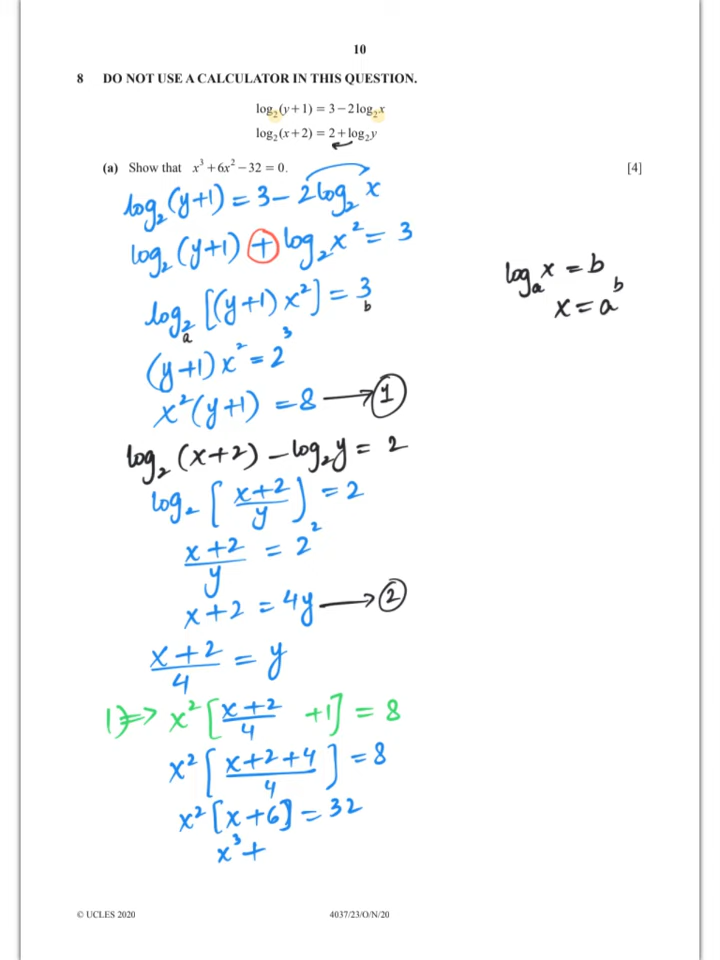 10
8 DO NOT USE A CALCULATOR IN THIS QUESTION.
log₂(y+1) = 3 − 2 log₂x
log₂(x+2) = 2 + log₂y
(a) Show that x³ + 6x² − 32 = 0. [4]
log₂(y+1) = 3 − 2log₂ x
log₂(y+1) + log₂x² = 3
log₂[(y+1) x²] = 3
a b
(y+1) x² = 2³
x²(y+1) = 8 → ①
log₂(x+2) − log₂y = 2
log₂[(x+2)/y) = 2
(x+2)/y = 2²
x+2 = 4y → ②
(x+2)/4 = y
1) => x²[(x+2)/4 +1] = 8
x²[(x+2+4)/4] = 8
x²[x+6] = 32
x³ +
logₐx = b
x = aᵇ
© UCLES 2020 4037/23/O/N/20